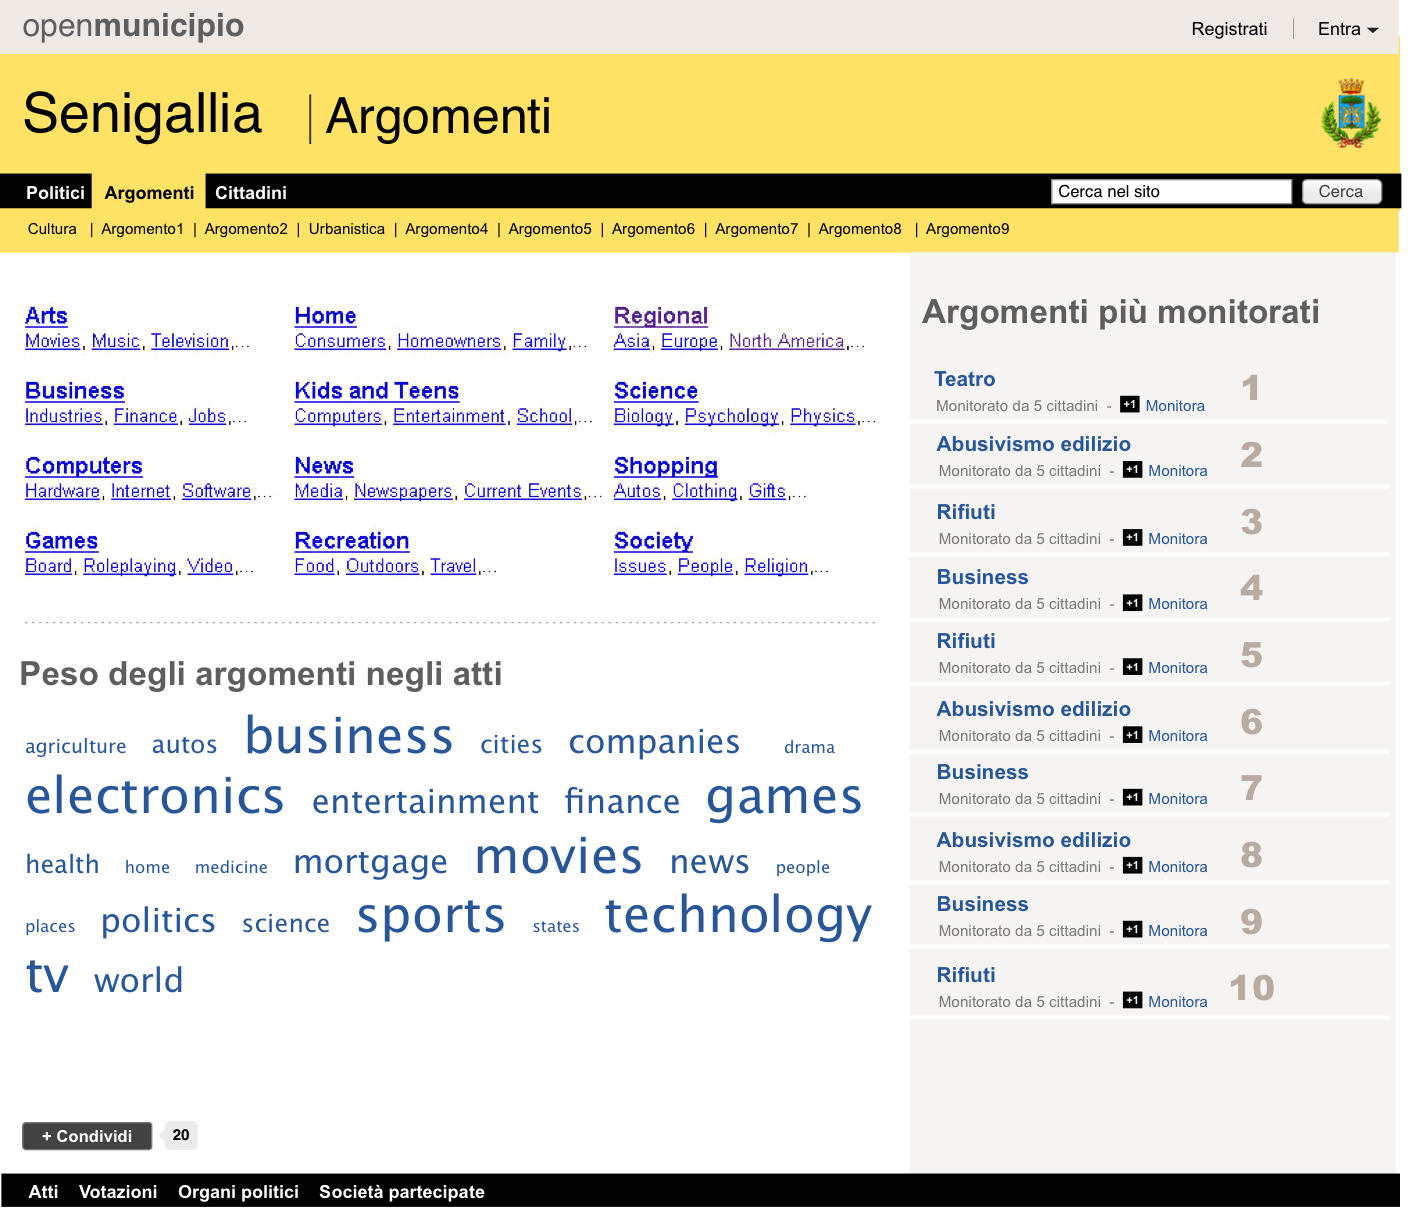 openmunicipio
Registrati | Entra
Senigallia | Argomenti
Politici Argomenti Cittadini Cerca nel sito Cerca
Cultura | Argomento1 | Argomento2 | Urbanistica | Argomento4 | Argomento5 | Argomento6 | Argomento7 | Argomento8 | Argomento9
Arts
Movies, Music, Television,...
Home
Consumers, Homeowners, Family,...
Regional
Asia, Europe, North America,...
Business
Industries, Finance, Jobs,...
Kids and Teens
Computers, Entertainment, School,...
Science
Biology, Psychology, Physics,...
Computers
Hardware, Internet, Software,...
News
Media, Newspapers, Current Events,...
Shopping
Autos, Clothing, Gifts,...
Games
Board, Roleplaying, Video,...
Recreation
Food, Outdoors, Travel,...
Society
Issues, People, Religion,...
Peso degli argomenti negli atti
agriculture autos business cities companies drama
electronics entertainment finance games
health home medicine mortgage movies news people
places politics science sports states technology
tv world
+ Condividi 20
Argomenti più monitorati
Teatro 1
Monitorato da 5 cittadini - +1 Monitora
Abusivismo edilizio 2
Monitorato da 5 cittadini - +1 Monitora
Rifiuti 3
Monitorato da 5 cittadini - +1 Monitora
Business 4
Monitorato da 5 cittadini - +1 Monitora
Rifiuti 5
Monitorato da 5 cittadini - +1 Monitora
Abusivismo edilizio 6
Monitorato da 5 cittadini - +1 Monitora
Business 7
Monitorato da 5 cittadini - +1 Monitora
Abusivismo edilizio 8
Monitorato da 5 cittadini - +1 Monitora
Business 9
Monitorato da 5 cittadini - +1 Monitora
Rifiuti 10
Monitorato da 5 cittadini - +1 Monitora
Atti Votazioni Organi politici Società partecipate